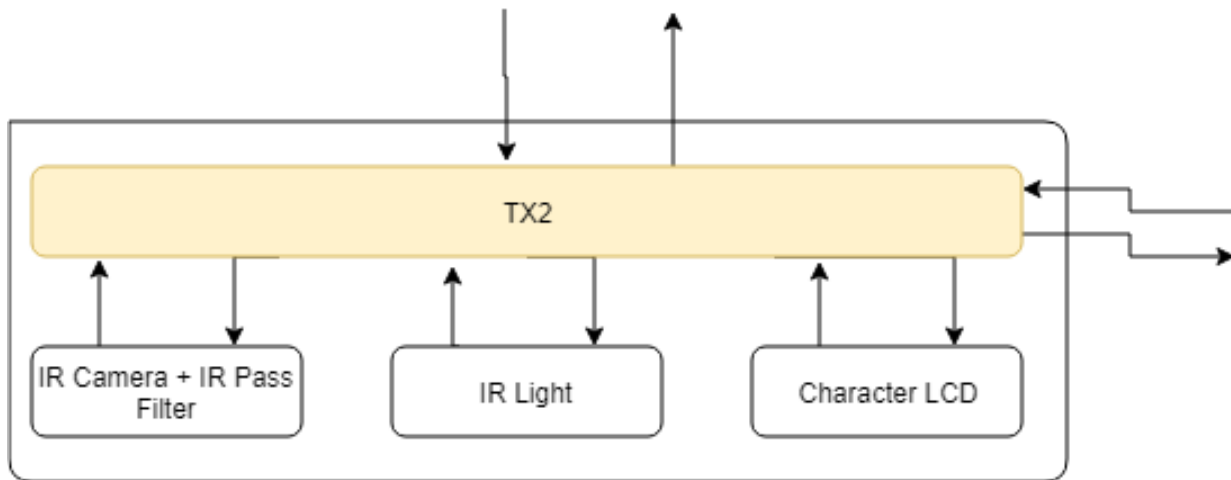 TX2
IR Camera + IR Pass
Filter
IR Light
Character LCD